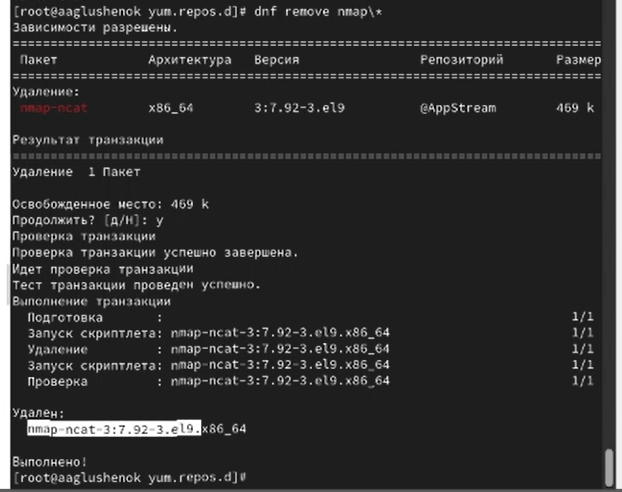 [root@aaglushenok yum.repos.d]# dnf remove nmap\*
Зависимости разрешены.
================================================================================
Пакет Архитектура Версия Репозиторий Размер
================================================================================
Удаление:
nmap-ncat x86_64 3:7.92-3.el9 @AppStream 469 k

Результат транзакции
================================================================================
Удаление 1 Пакет

Освобожденное место: 469 k
Продолжить? [д/Н]: y
Проверка транзакции
Проверка транзакции успешно завершена.
Идет проверка транзакции
Тест транзакции проведен успешно.
Выполнение транзакции
Подготовка : 1/1
Запуск скриптлета: nmap-ncat-3:7.92-3.el9.x86_64 1/1
Удаление : nmap-ncat-3:7.92-3.el9.x86_64 1/1
Запуск скриптлета: nmap-ncat-3:7.92-3.el9.x86_64 1/1
Проверка : nmap-ncat-3:7.92-3.el9.x86_64 1/1

Удален:
nmap-ncat-3:7.92-3.el9.x86_64

Выполнено!
[root@aaglushenok yum.repos.d]#